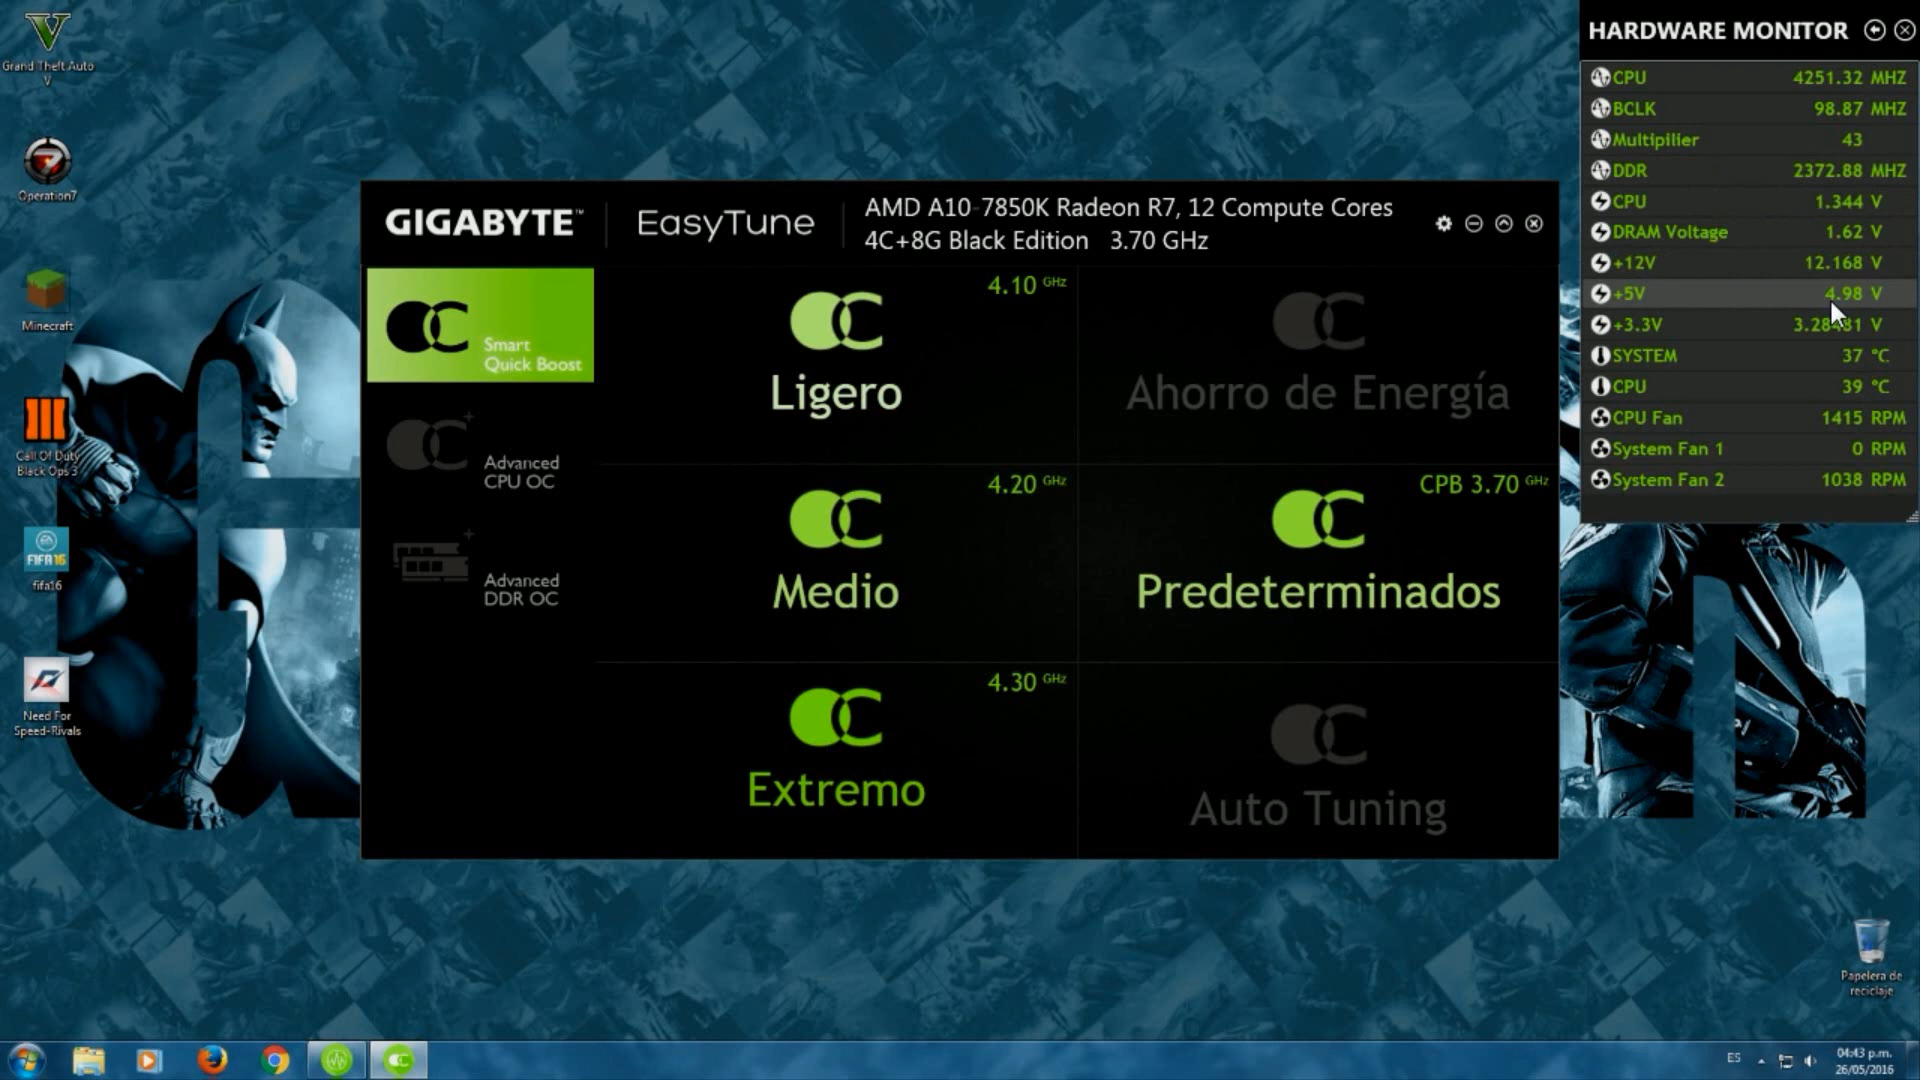 Grand Theft Auto
V
Operation7
Minecraft
Call Of Duty
Black Ops 3
FIFA 16
fifa16
Need For
Speed-Rivals
GIGABYTE™
EasyTune
AMD A10-7850K Radeon R7, 12 Compute Cores
4C+8G Black Edition 3.70 GHz
Smart
Quick Boost
Advanced
CPU OC
Advanced
DDR OC
4.10 GHz
Ligero
Ahorro de Energía
4.20 GHz
Medio
CPB 3.70 GHz
Predeterminados
4.30 GHz
Extremo
Auto Tuning
HARDWARE MONITOR
CPU 4251.32 MHZ
BCLK 98.87 MHZ
Multipilier 43
DDR 2372.88 MHZ
CPU 1.344 V
DRAM Voltage 1.62 V
+12V 12.168 V
+5V 4.98 V
+3.3V V
SYSTEM 37 °C
CPU 39 °C
CPU Fan 1415 RPM
System Fan 1 0 RPM
System Fan 2 1038 RPM
Papelera de
reciclaje
ES
04:43 p.m.
26/05/2016